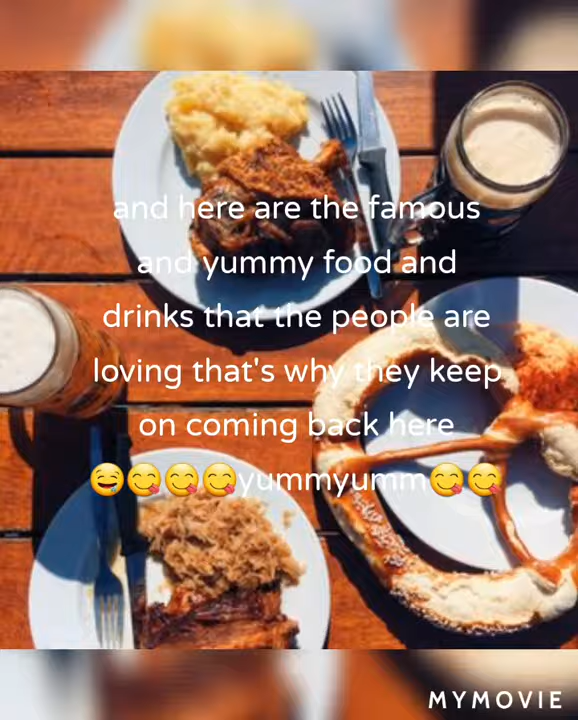 and here are the famous
and yummy food and
drinks that the people are
loving that's why they keep
on coming back here
🤤😋😋😋yummyumm😋😋
MYMOVIE